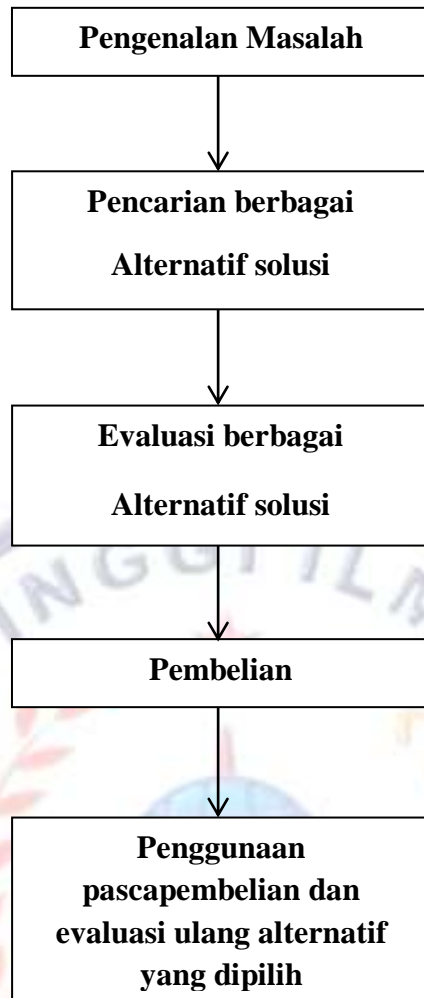 Pengenalan Masalah
Pencarian berbagai
Alternatif solusi
Evaluasi berbagai
Alternatif solusi
Pembelian
Penggunaan
pascapembelian dan
evaluasi ulang alternatif
yang dipilih